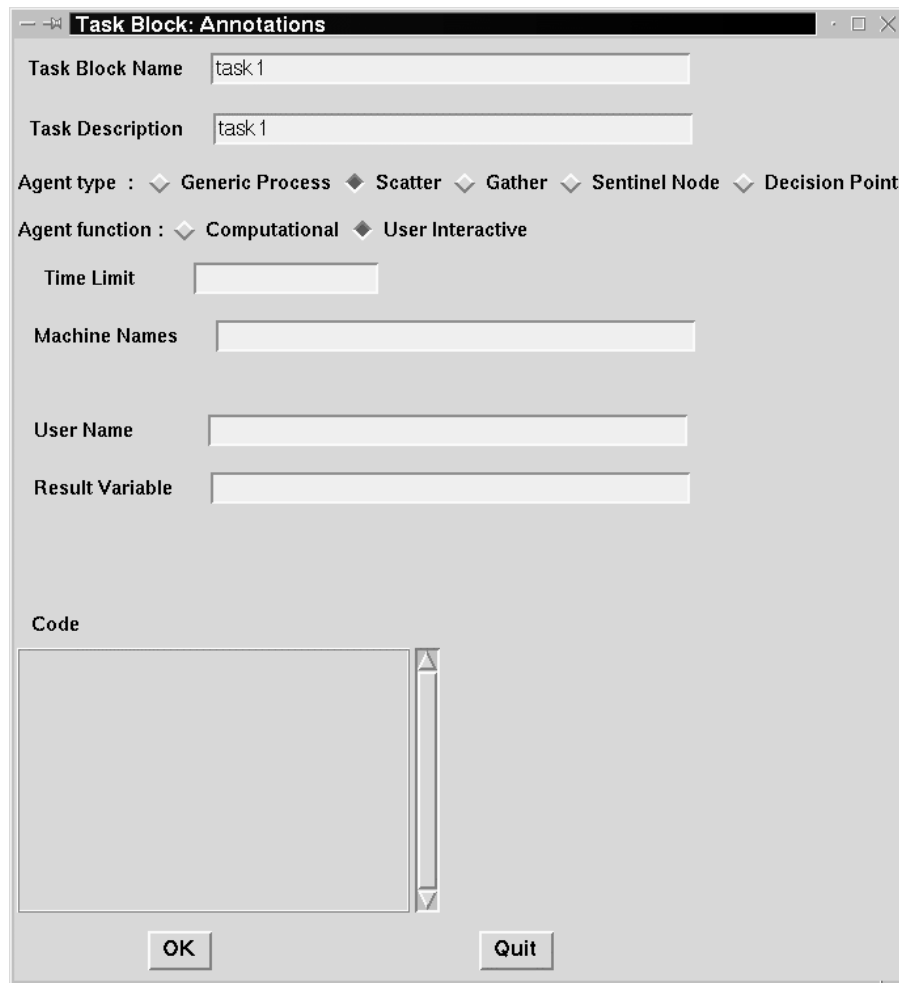 Task Block: Annotations
Task Block Name task1
Task Description task1
Agent type : Generic Process Scatter Gather Sentinel Node Decision Point
Agent function : Computational User Interactive
Time Limit
Machine Names
User Name
Result Variable
Code
OK Quit